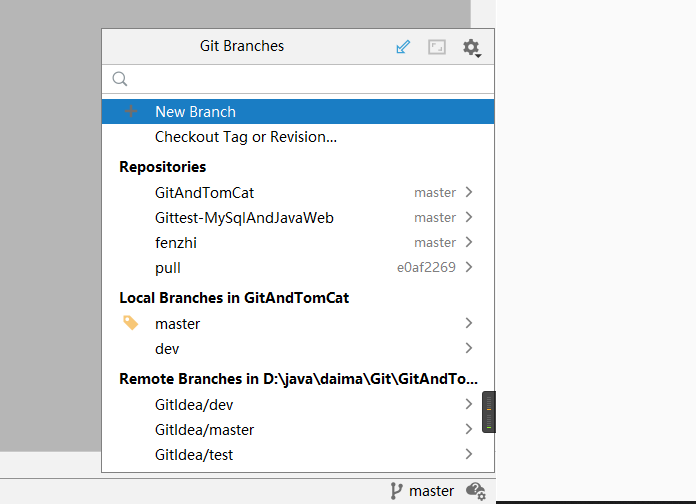 Git Branches
New Branch
Checkout Tag or Revision...
Repositories
GitAndTomCat master
Gittest-MySqlAndJavaWeb master
fenzhi master
pull e0af2269
Local Branches in GitAndTomCat
master
dev
Remote Branches in D:\java\daima\Git\GitAndTo...
GitIdea/dev
GitIdea/master
GitIdea/test
master